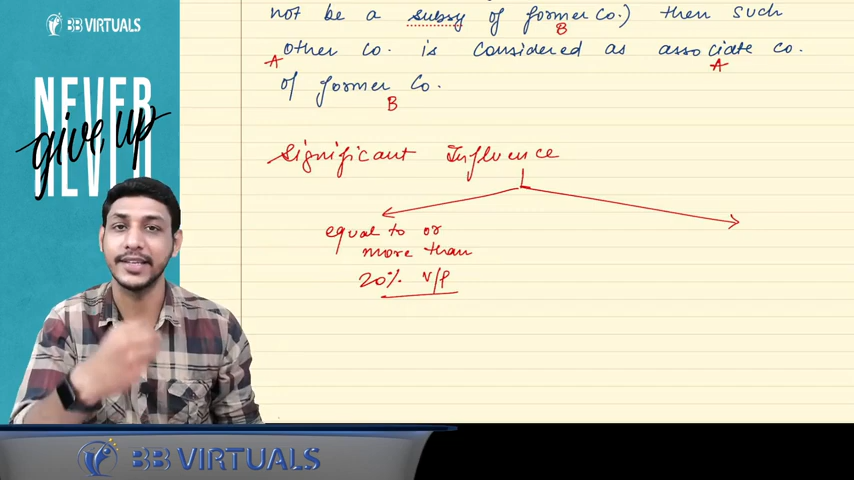 BB VIRTUALS
NEVER
give up
NEVER
not be a subsy of former Co.) then such
B
other Co. is considered as associate co.
A
A
of former Co.
B
Significant Influence
equal to or
more than
20% v/p
BB VIRTUALS